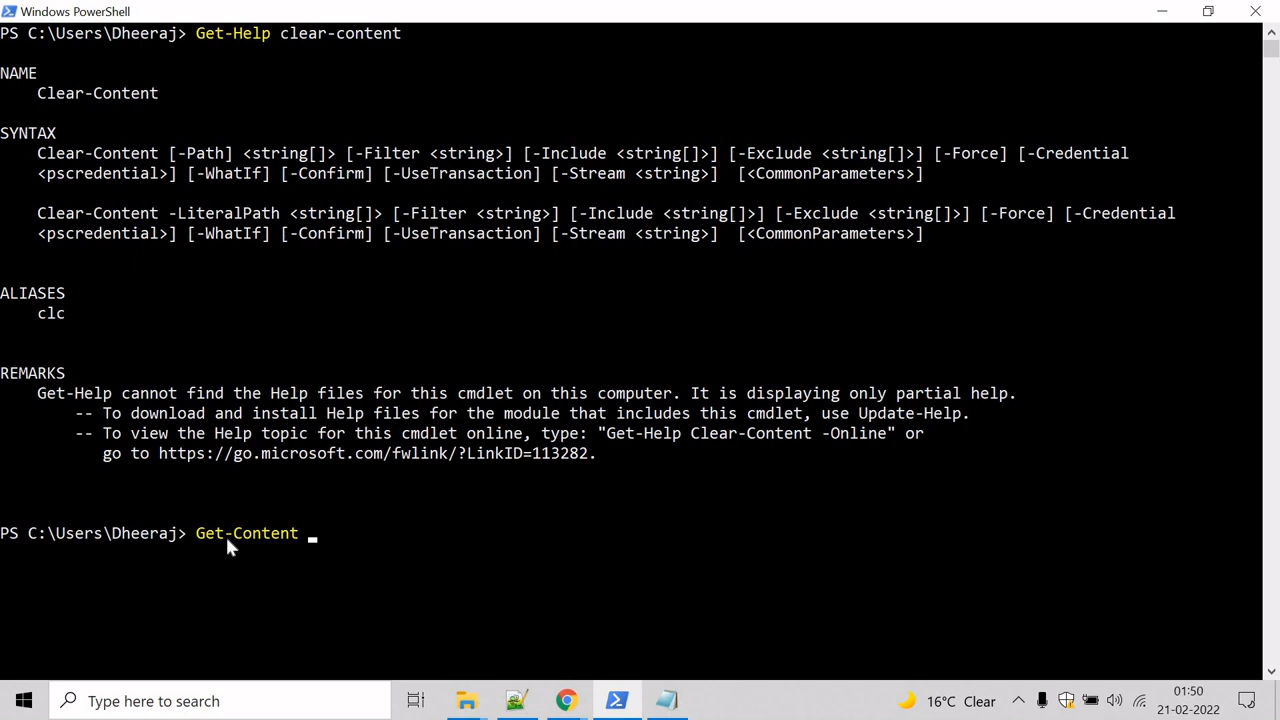 Windows PowerShell
PS C:\Users\Dheeraj> Get-Help clear-content
NAME
    Clear-Content
SYNTAX
    Clear-Content [-Path] <string[]> [-Filter <string>] [-Include <string[]>] [-Exclude <string[]>] [-Force] [-Credential
    <pscredential>] [-WhatIf] [-Confirm] [-UseTransaction] [-Stream <string>]  [<CommonParameters>]
    Clear-Content -LiteralPath <string[]> [-Filter <string>] [-Include <string[]>] [-Exclude <string[]>] [-Force] [-Credential
    <pscredential>] [-WhatIf] [-Confirm] [-UseTransaction] [-Stream <string>]  [<CommonParameters>]
ALIASES
    clc
REMARKS
    Get-Help cannot find the Help files for this cmdlet on this computer. It is displaying only partial help.
        -- To download and install Help files for the module that includes this cmdlet, use Update-Help.
        -- To view the Help topic for this cmdlet online, type: "Get-Help Clear-Content -Online" or
           go to https://go.microsoft.com/fwlink/?LinkID=113282.
PS C:\Users\Dheeraj> Get-Content _
Type here to search
16°C Clear
01:50
21-02-2022